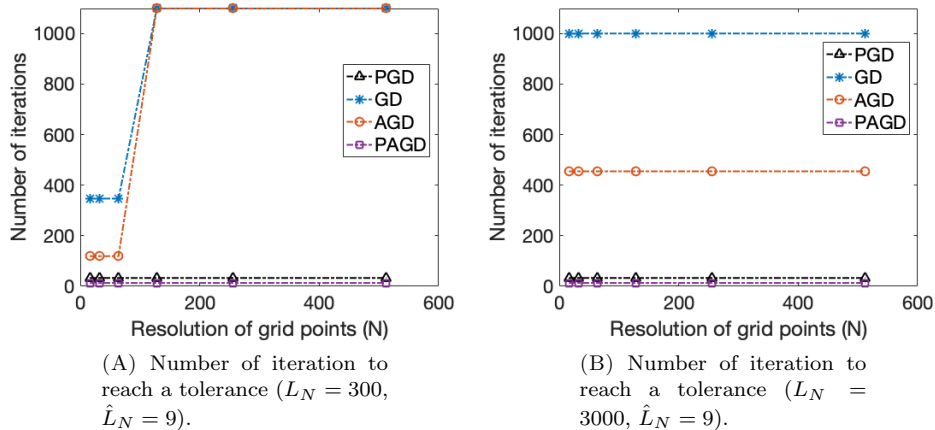 1000
800
600
400
200
0
Number of iterations
PGD
GD
AGD
PAGD
0 200 400 600
Resolution of grid points (N)
(A) Number of iteration to
reach a tolerance (L_N = 300,
L̂_N = 9).
1000
800
600
400
200
0
Number of iterations
PGD
GD
AGD
PAGD
0 200 400 600
Resolution of grid points (N)
(B) Number of iteration to
reach a tolerance (L_N =
3000, L̂_N = 9).